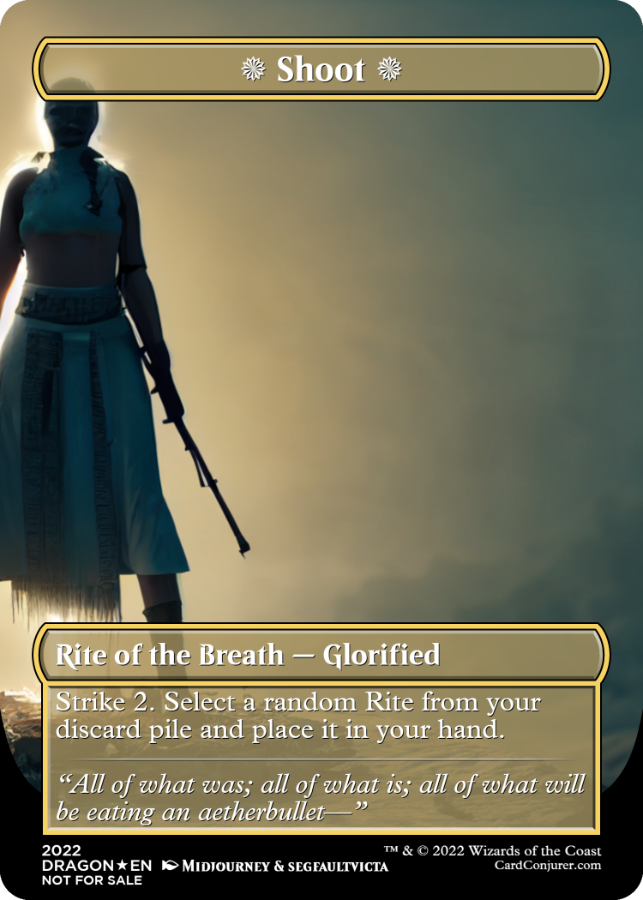 ❉ Shoot ❉
Rite of the Breath — Glorified
Strike 2. Select a random Rite from your
discard pile and place it in your hand.
“All of what was; all of what is; all of what will
be eating an aetherbullet—”
2022
DRAGON★EN Midjourney & segfaultvicta
NOT FOR SALE
™ & © 2022 Wizards of the Coast
CardConjurer.com